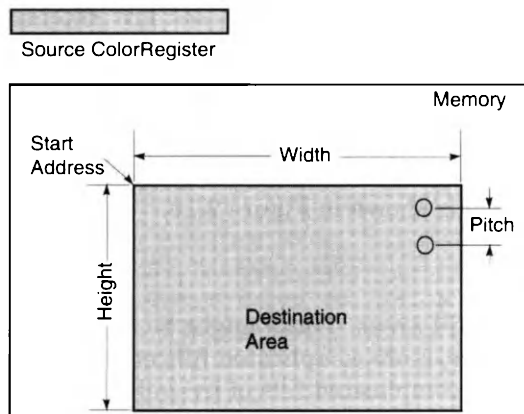 Source ColorRegister
Memory
Start
Address
Width
Pitch
Height
Destination
Area